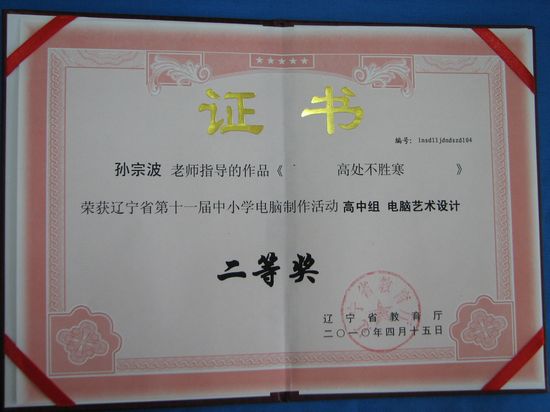 证书
编号：lnsd11jdndszd104
孙宗波 老师指导的作品《 高处不胜寒 》
荣获辽宁省第十一届中小学电脑制作活动 高中组 电脑艺术设计
二等奖
辽宁省教育厅
二〇一〇年四月十五日